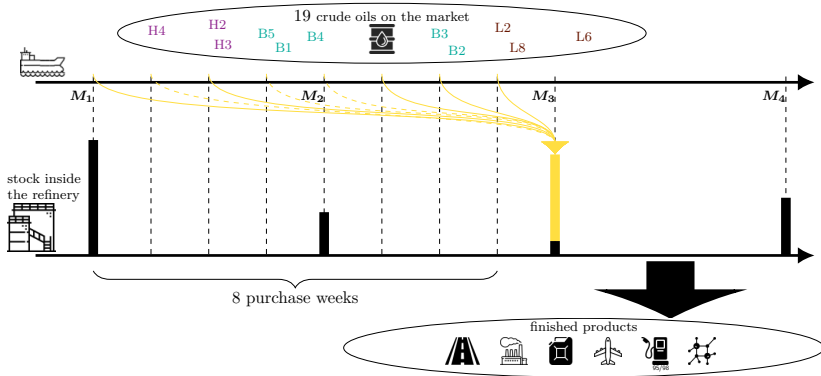 19 crude oils on the market
H4 H2 H3 B5 B1 B4 B3 B2 L2 L8 L6
M1 M2 M3 M4
stock inside
the refinery
8 purchase weeks
finished products
95/98